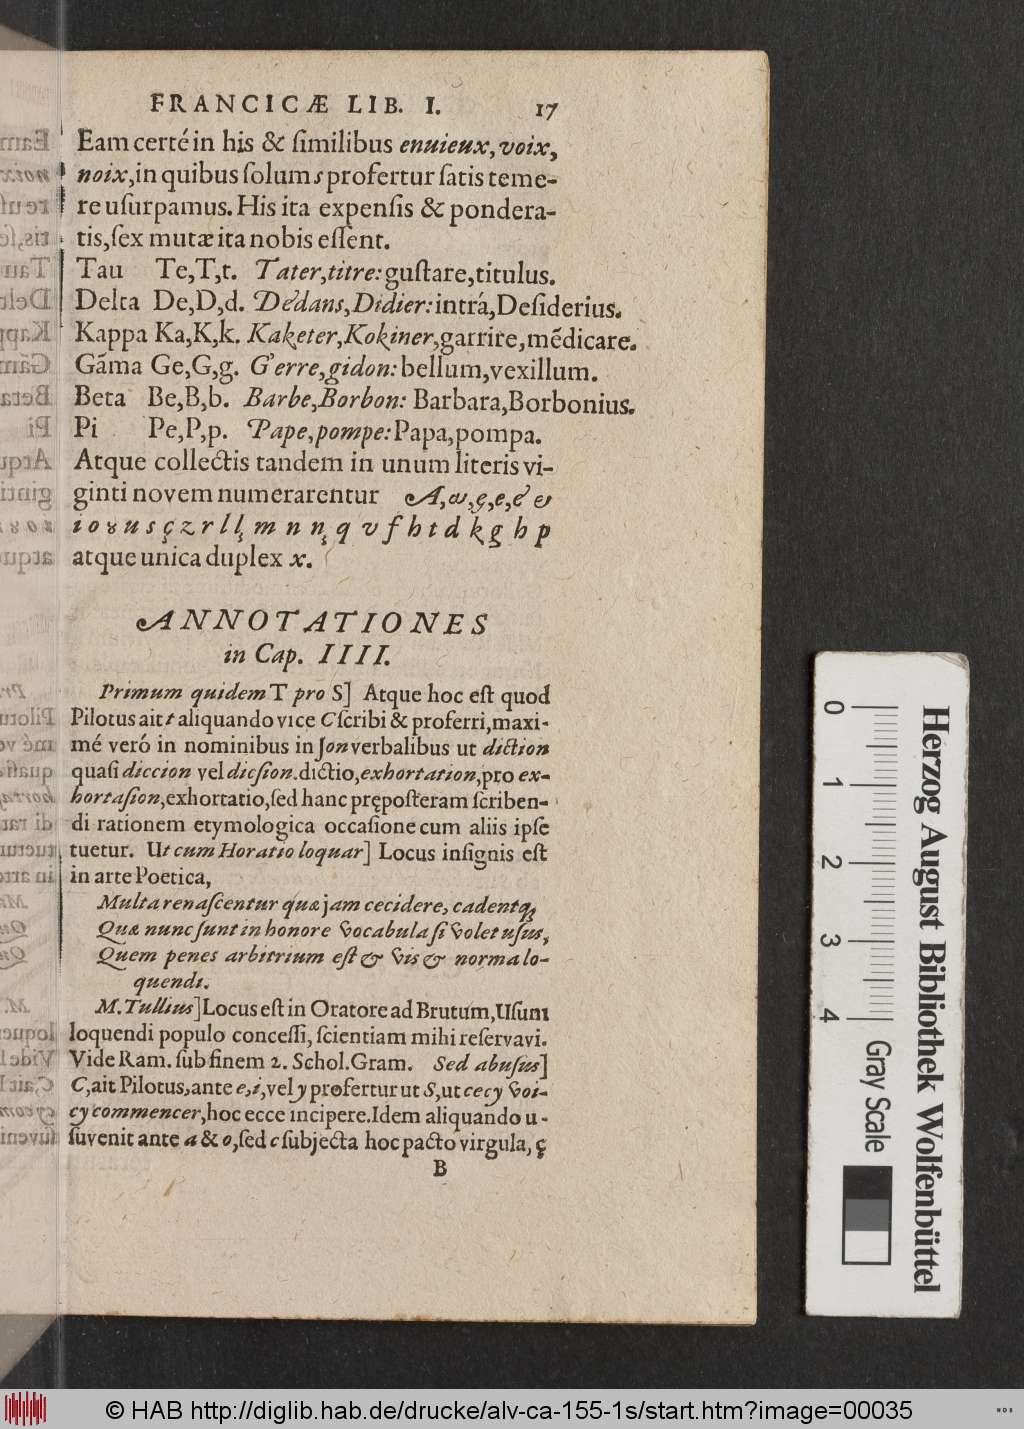 FRANCICÆ LIB. I. 17
Eam certé in his & ſimilibus enuieux, voix,
noix, in quibus ſolum s profertur ſatis teme-
re uſurpamus. His ita expenſis & pondera-
tis, ſex mutæ ita nobis eſſent.
Tau Te, T, t. Tater, titre: guſtare, titulus.
Delta De, D, d. Dédans, Didier: intrá, Deſiderius.
Kappa Ka, K, k. Kaketer, Kokiner, garrire, mēdicare.
Gāma Ge, G, g. G'erre, gidon: bellum, vexillum.
Beta Be, B, b. Barbe, Borbon: Barbara, Borbonius.
Pi Pe, P, p. Pape, pompe: Papa, pompa.
Atque collectis tandem in unum literis vi-
ginti novem numerarentur A, ꜷ, ȩ, e, é ꜷ
i o ȣ u s ç z r l l̨ m n n̨ q v f h t d k g b p
atque unica duplex x.
ANNOTATIONES
in Cap. IIII.
Primum quidem T pro S] Atque hoc eſt quod
Pilotus ait t aliquando vice C ſcribi & proferri, maxi-
mé veró in nominibus in ſon verbalibus ut diction
quaſi diccion vel dicſion. dictio, exhortation, pro ex-
hortaſion, exhortatio, ſed hanc prępoſteram ſcriben-
di rationem etymologica occaſione cum aliis ipſe
tuetur. Ut cum Horatio loquar] Locus inſignis eſt
in arte Poetica,
Multa renaſcentur quæ jam cecidere, cadentq́;
Quæ nunc ſunt in honore vocabula ſi volet uſus,
Quem penes arbitrium eſt & vis & norma lo-
quendi.
M. Tullius] Locus eſt in Oratore ad Brutum, Uſum
loquendi populo conceſſi, ſcientiam mihi reſervavi.
Vide Ram. ſub finem 2. Schol. Gram. Sed abuſus]
C, ait Pilotus, ante e, i, vel y profertur ut S, ut cecy voi-
cy commencer, hoc ecce incipere. Idem aliquando u-
ſuvenit ante a & o, ſed c ſubjecta hoc pacto virgula, ç
B
0 1 2 3 4
Herzog August Bibliothek Wolfenbüttel
Gray Scale
© HAB http://diglib.hab.de/drucke/alv-ca-155-1s/start.htm?image=00035